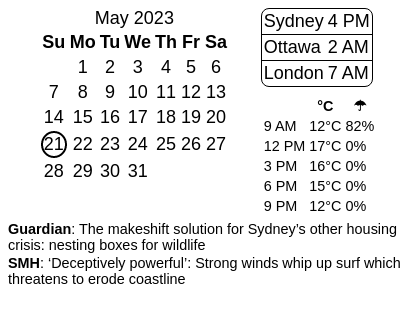 May 2023
Su Mo Tu We Th Fr Sa
1 2 3 4 5 6
7 8 9 10 11 12 13
14 15 16 17 18 19 20
21 22 23 24 25 26 27
28 29 30 31
Sydney 4 PM
Ottawa 2 AM
London 7 AM
°C ☂
9 AM 12°C 82%
12 PM 17°C 0%
3 PM 16°C 0%
6 PM 15°C 0%
9 PM 12°C 0%
Guardian: The makeshift solution for Sydney’s other housing
crisis: nesting boxes for wildlife
SMH: ‘Deceptively powerful’: Strong winds whip up surf which
threatens to erode coastline